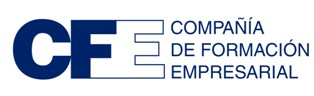 CFE
COMPAÑÍA
DE FORMACIÓN
EMPRESARIAL